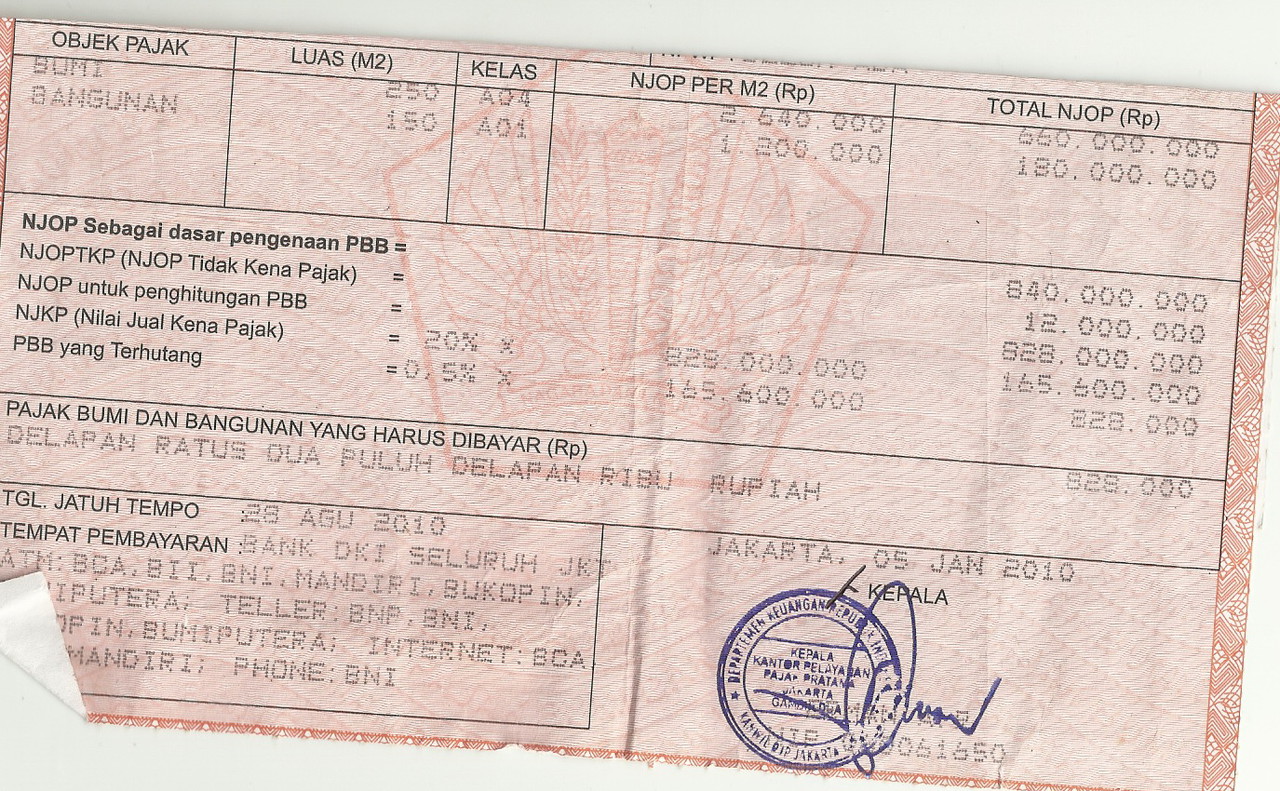 OBJEK PAJAK LUAS (M2) KELAS NJOP PER M2 (Rp) TOTAL NJOP (Rp)
BUMI 250 A04 2.640.000 660.000.000
BANGUNAN 150 A01 1.200.000 180.000.000
NJOP Sebagai dasar pengenaan PBB = 840.000.000
NJOPTKP (NJOP Tidak Kena Pajak) = 12.000.000
NJOP untuk penghitungan PBB = 828.000.000
NJKP (Nilai Jual Kena Pajak) = 20% x 828.000.000 165.600.000
PBB yang Terhutang =0,5% x 165.600.000 828.000
PAJAK BUMI DAN BANGUNAN YANG HARUS DIBAYAR (Rp) 828.000
DELAPAN RATUS DUA PULUH DELAPAN RIBU RUPIAH
TGL. JATUH TEMPO :28 AGU 2010
TEMPAT PEMBAYARAN :BANK DKI SELURUH JKT
ATM:BCA,BII,BNI,MANDIRI,BUKOPIN,
IPUTERA; TELLER:BNP,BNI,
OPIN,BUMIPUTERA; INTERNET:BCA
MANDIRI; PHONE:BNI
JAKARTA, 05 JAN 2010
KEPALA
DEPARTEMEN KEUANGAN REPUBLIK
KEPALA
KANTOR PELAYANAN
PAJAK PRATAMA
JAKARTA
GAMBIR DUA
KANWIL DJP JAKARTA
061650